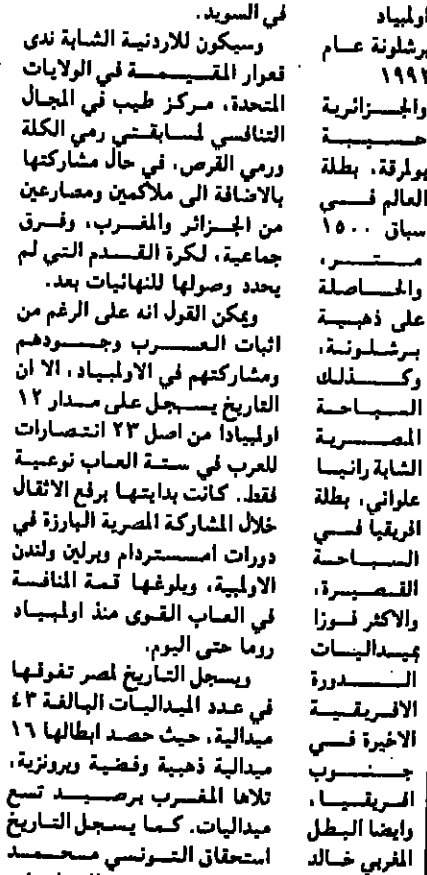 اولمبياد
برشلونة عام
١٩٩٢
والجزائرية
حسيبة
بولمرقة، بطلة
العالم في
سباق ١٥٠٠
متر،
والحاصلة
على ذهبية
برشلونة،
وكذلك
السباحة
المصرية
الشابة رانيا
علواني، بطلة
افريقيا في
السباحة
القصيرة،
والاكثر فوزا
بميداليات
الدورة
الافريقية
الاخيرة في
جنوب
افريقيا،
وايضا البطل
المغربي خالد
في السويد.
وسيكون للاردنية الشابة ندى
قعوار المقيمة في الولايات
المتحدة، مركز طيب في المجال
التنافسي لمسابقتي رمي الكلة
ورمي القرص، في حال مشاركتها
بالاضافة الى ملاكمين ومصارعين
من الجزائر والمغرب، وفرق
جماعية، لكرة القدم التي لم
يحدد وصولها للنهائيات بعد.
ويمكن القول انه على الرغم من
اثبات العرب وجودهم
ومشاركتهم في الاولمبياد، الا ان
التاريخ يسجل على مدار ١٢
اولمبيادا من اصل ٢٣ انتصارات
للعرب في ستة العاب نوعية
فقط. كانت بدايتها برفع الاثقال
خلال المشاركة المصرية البارزة في
دورات امستردام وبرلين ولندن
الاولمبية، وبلوغها قمة المنافسة
في العاب القوى منذ اولمبياد
روما حتى اليوم.
ويسجل التاريخ لمصر تفوقها
في عدد الميداليات البالغة ٤٣
ميدالية، حيث حصد ابطالها ١٦
ميدالية ذهبية وفضية وبرونزية،
تلاها المغرب برصيد تسع
ميداليات. كما يسجل التاريخ
استحقاق التونسي محمد